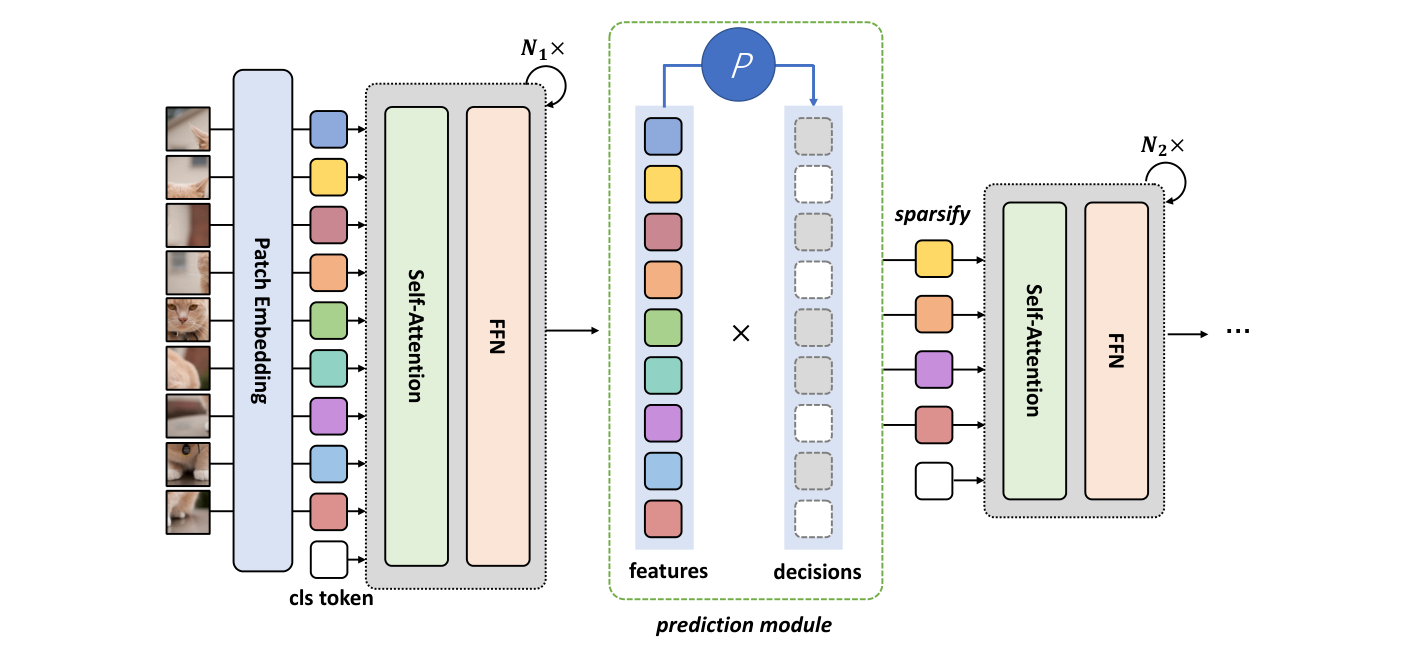 N₁×
Patch Embedding
cls token
Self-Attention
FFN
P
features
×
decisions
prediction module
sparsify
N₂×
Self-Attention
FFN
...